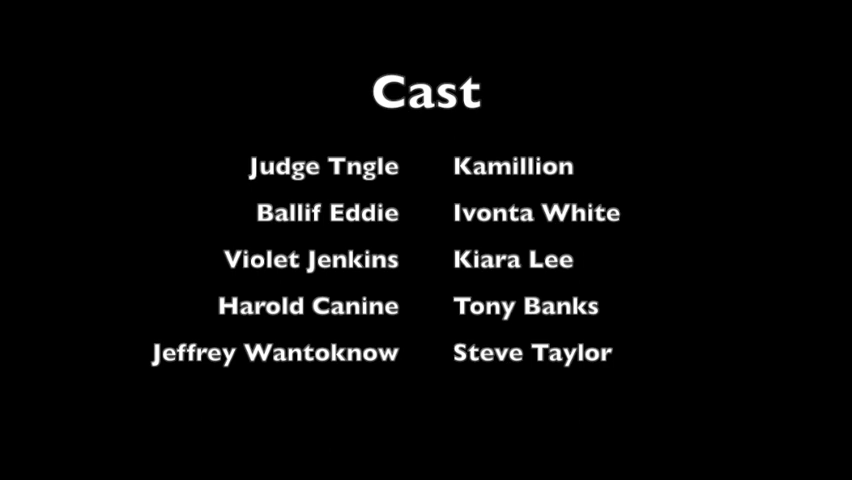 Cast
Judge Tngle Kamillion
Ballif Eddie Ivonta White
Violet Jenkins Kiara Lee
Harold Canine Tony Banks
Jeffrey Wantoknow Steve Taylor